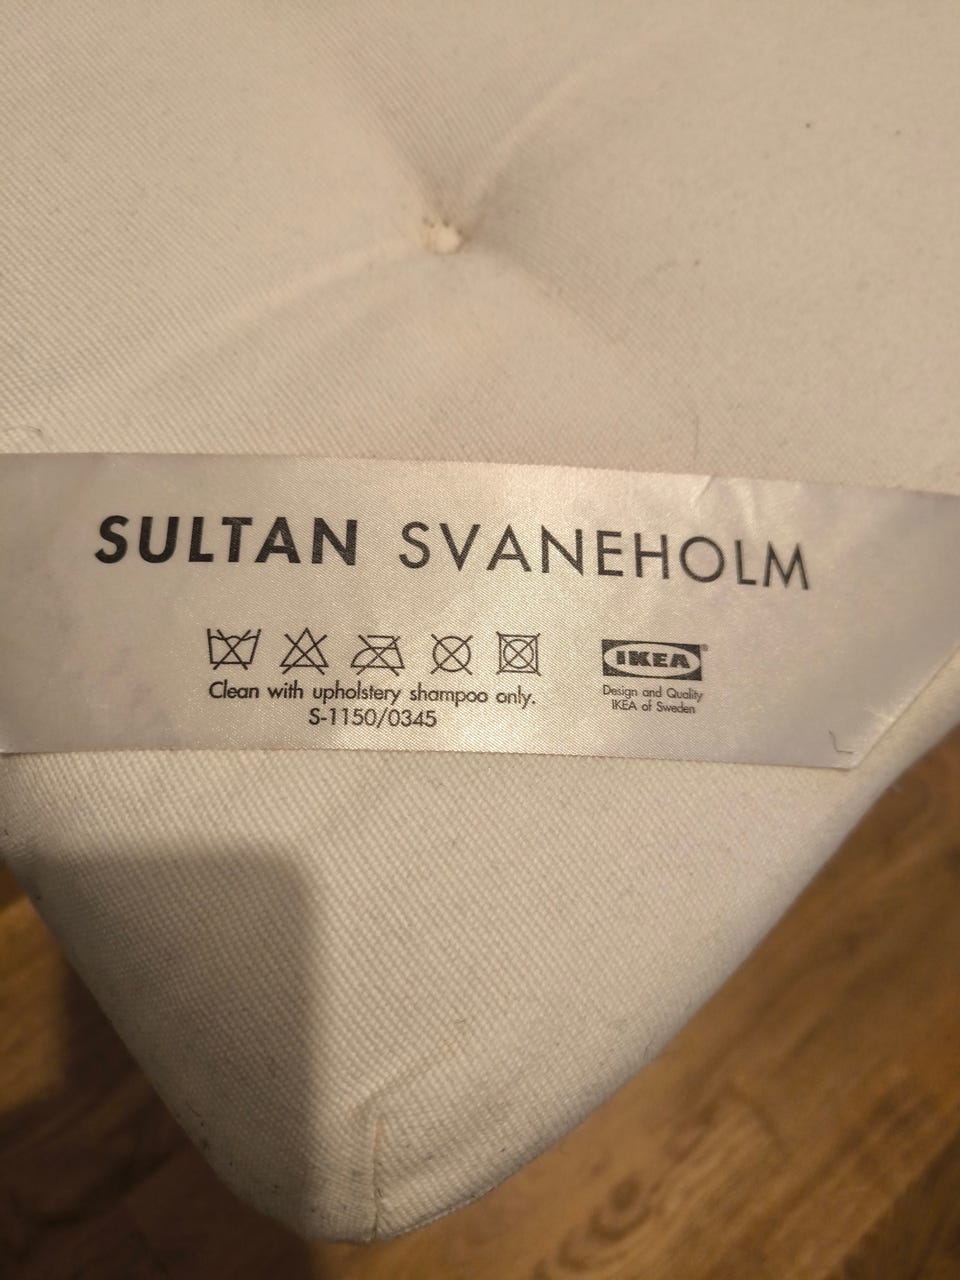 SULTAN SVANEHOLM
Clean with upholstery shampoo only.
S-1150/0345
IKEA®
Design and Quality
IKEA of Sweden